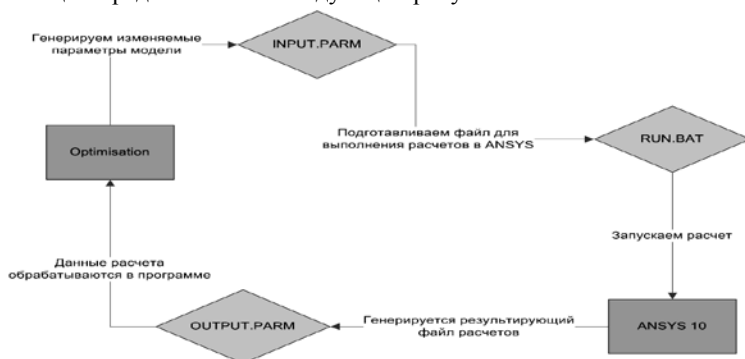 Генерируем изменяемые
параметры модели
INPUT.PARM
Подготавливаем файл для
выполнения расчетов в ANSYS
RUN.BAT
Optimisation
Запускаем расчет
Данные расчета
обрабатываются в программе
OUTPUT.PARM
Генерируется результирующий
файл расчетов
ANSYS 10